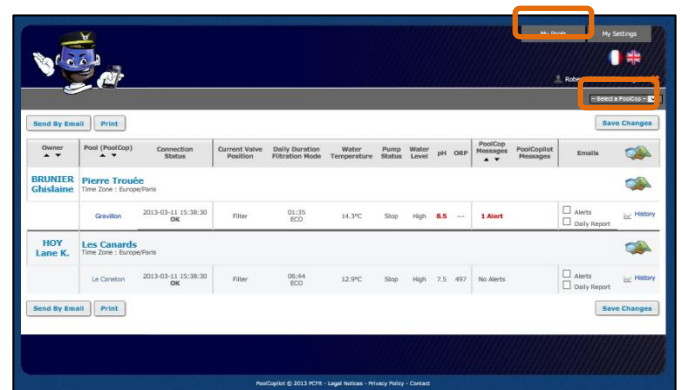 My Pools My Settings
-- Select a PoolCop --
Send By Email Print Save Changes
Owner Pool (PoolCop) Connection Status Current Valve Position Daily Duration Filtration Mode Water Temperature Pump Status Water Level pH ORP PoolCop Messages PoolCopilot Messages Emails
BRUNIER Ghislaine Pierre Trouée
Time Zone : Europe/Paris
Gravillon 2013-03-11 15:38:30 OK Filter 01:35 ECO 14.3°C Stop High 8.5 -- 1 Alert Alerts Daily Report History
HOY Lane K. Les Canards
Time Zone : Europe/Paris
Le Caneton 2013-03-11 15:38:30 OK Filter 06:44 ECO 12.9°C Stop High 7.5 497 No Alerts Alerts Daily Report History
Send By Email Print Save Changes
PoolCopilot © 2013 PCFR - Legal Notices - Privacy Policy - Contact